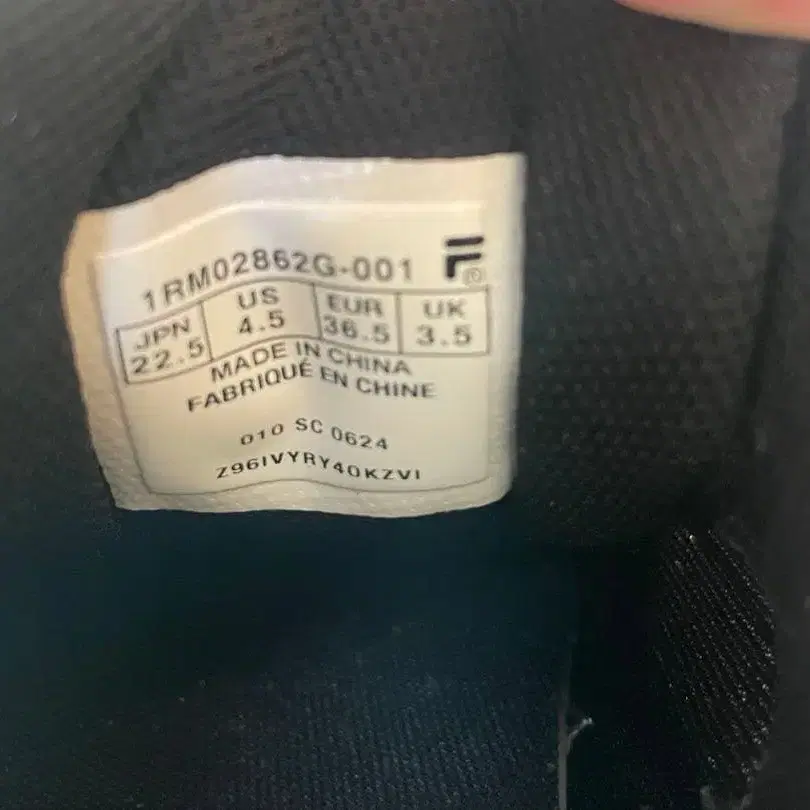 1RM02862G-001 F®
JPN US EUR UK
22.5 4.5 36.5 3.5
MADE IN CHINA
FABRIQUÉ EN CHINE
010 SC 0624
Z96IVYRY40KZVI